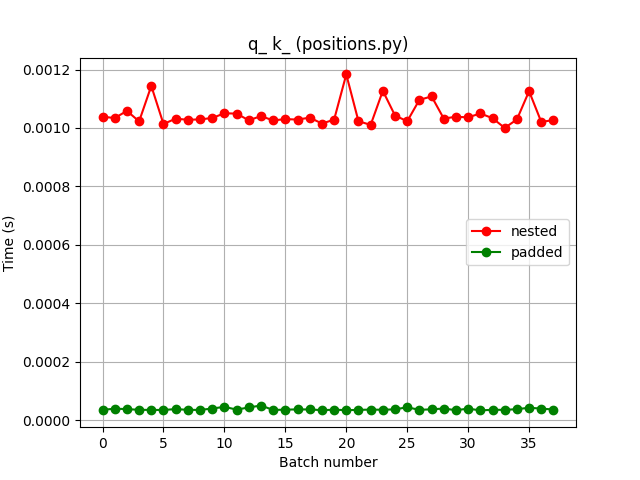 q_ k_ (positions.py)
0.0012
0.0010
0.0008
0.0006
0.0004
0.0002
0.0000
Time (s)
nested
padded
0 5 10 15 20 25 30 35
Batch number